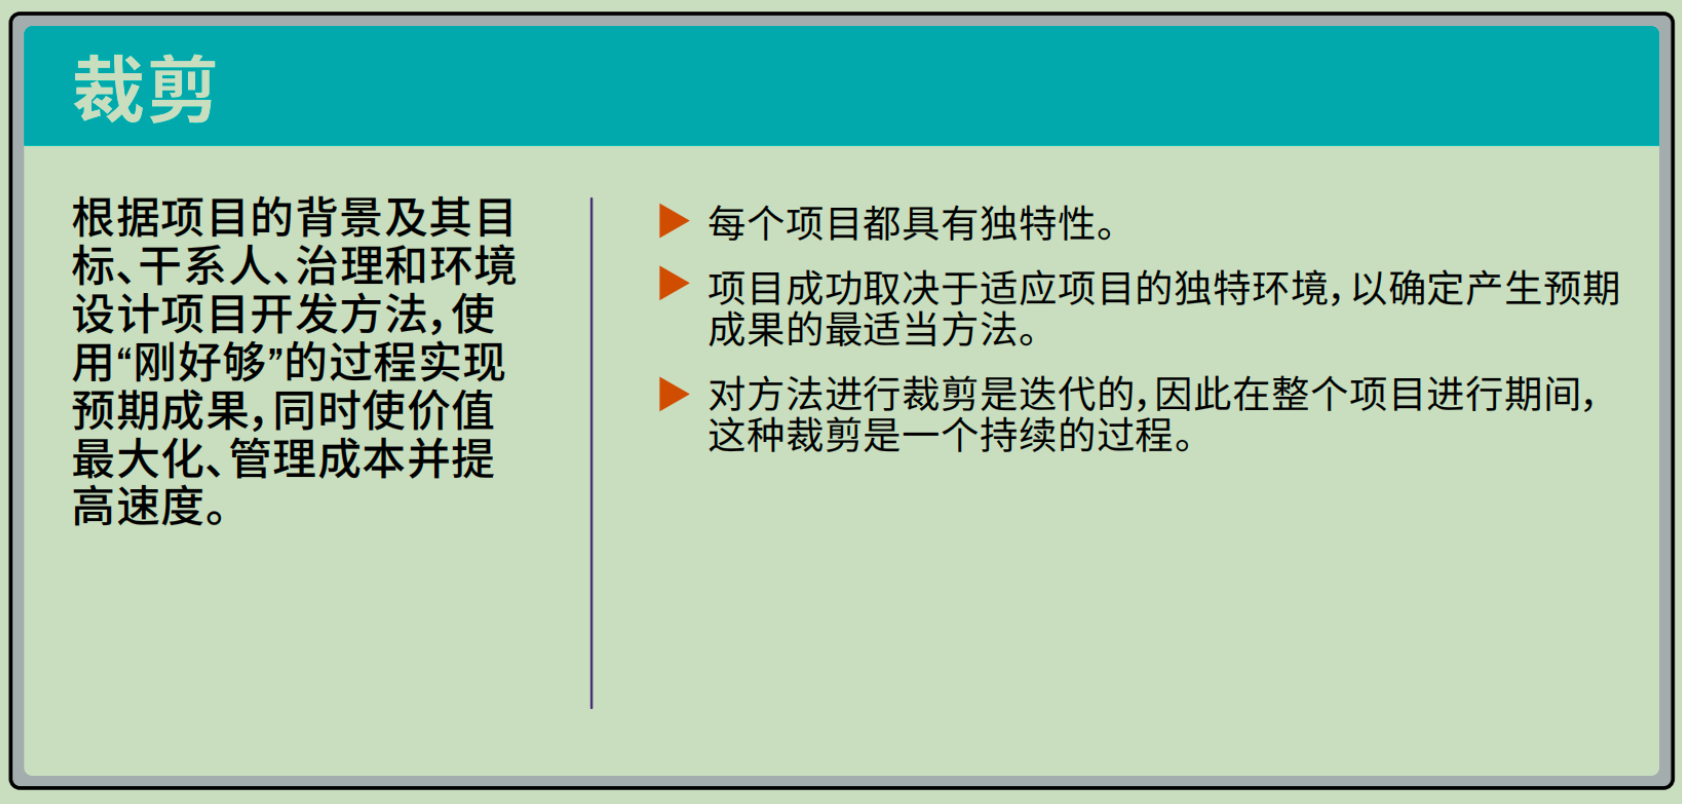 裁剪
根据项目的背景及其目
标、干系人、治理和环境
设计项目开发方法，使
用“刚好够”的过程实现
预期成果，同时使价值
最大化、管理成本并提
高速度。
每个项目都具有独特性。
项目成功取决于适应项目的独特环境，以确定产生预期
成果的最适当方法。
对方法进行裁剪是迭代的，因此在整个项目进行期间，
这种裁剪是一个持续的过程。